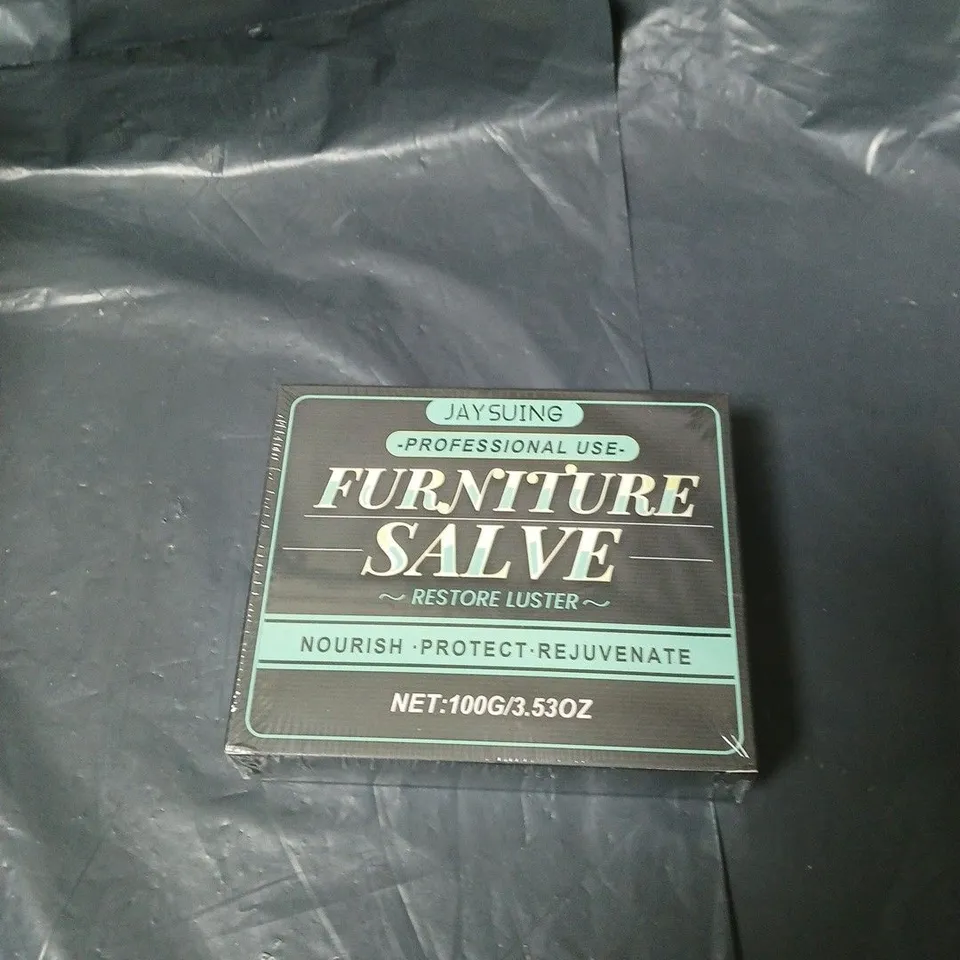 JAYSUING
-PROFESSIONAL USE-
FURNITURE
SALVE
~ RESTORE LUSTER ~
NOURISH ·PROTECT·REJUVENATE
NET:100G/3.53OZ